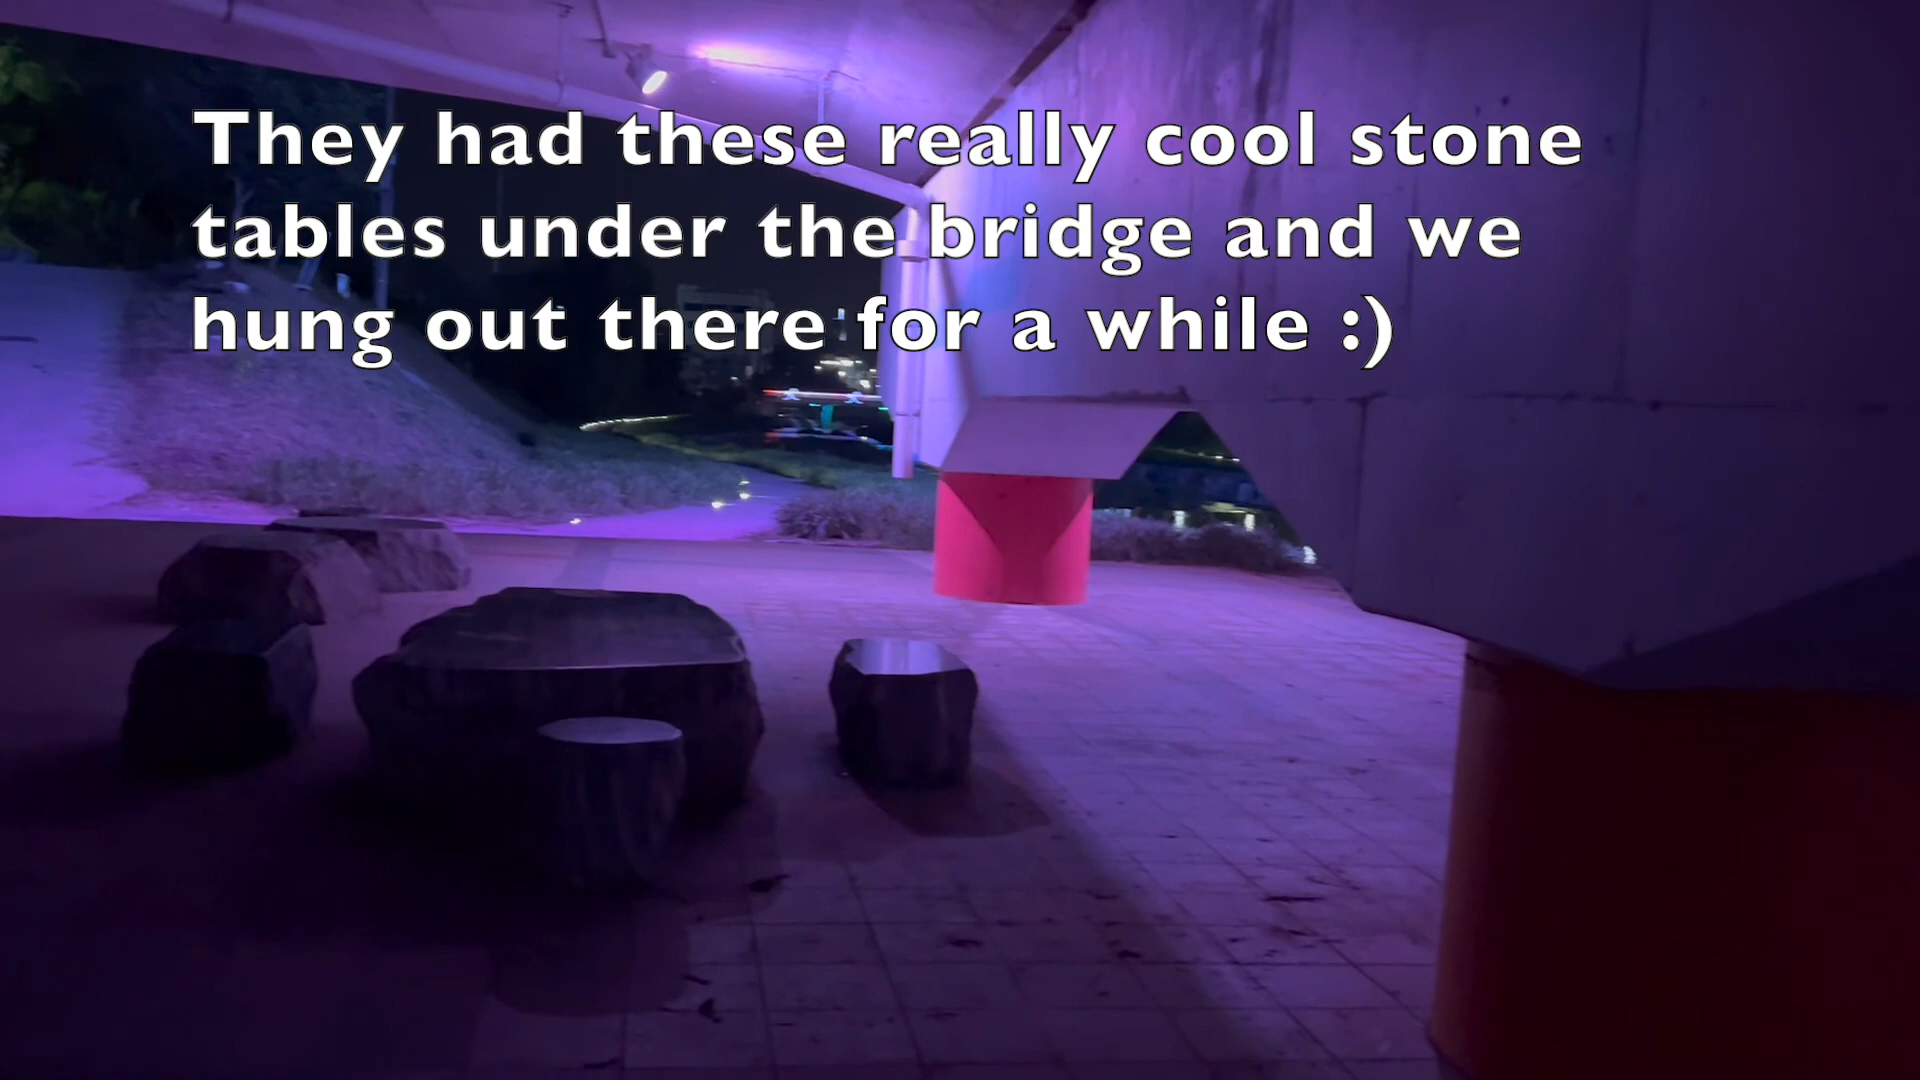 They had these really cool stone
tables under the bridge and we
hung out there for a while :)